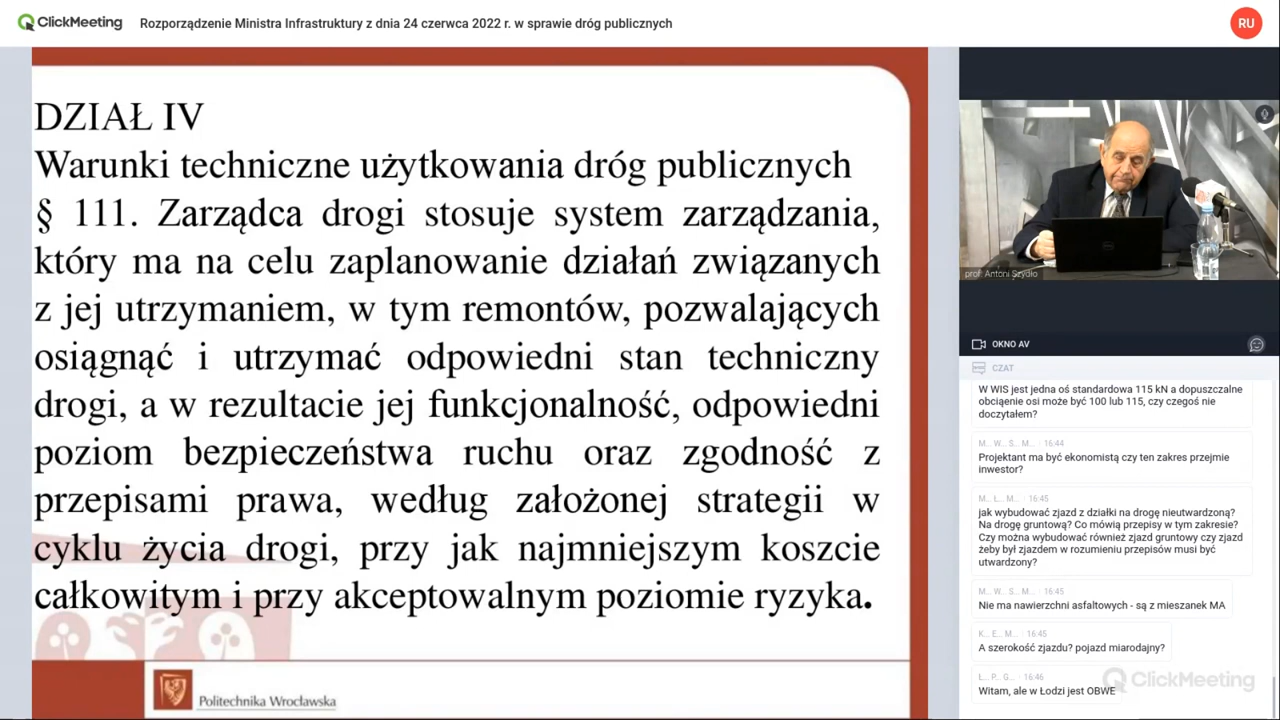 ClickMeeting
Rozporządzenie Ministra Infrastruktury z dnia 24 czerwca 2022 r. w sprawie dróg publicznych
RU
DZIAŁ IV
Warunki techniczne użytkowania dróg publicznych
§ 111. Zarządca drogi stosuje system zarządzania,
który ma na celu zaplanowanie działań związanych
z jej utrzymaniem, w tym remontów, pozwalających
osiągnąć i utrzymać odpowiedni stan techniczny
drogi, a w rezultacie jej funkcjonalność, odpowiedni
poziom bezpieczeństwa ruchu oraz zgodność z
przepisami prawa, według założonej strategii w
cyklu życia drogi, przy jak najmniejszym koszcie
całkowitym i przy akceptowalnym poziomie ryzyka.
Politechnika Wrocławska
prof. Antoni Szydło
OKNO AV
CZAT
W WIS jest jedna oś standardowa 115 kN a dopuszczalne
obciąenie osi może być 100 lub 115, czy czegoś nie
doczytałem?
M... W... S... M... 16:44
Projektant ma być ekonomistą czy ten zakres przejmie
inwestor?
M... Ł... M... 16:45
jak wybudować zjazd z działki na drogę nieutwardzoną?
Na drogę gruntową? Co mówią przepisy w tym zakresie?
Czy można wybudować również zjazd gruntowy czy zjazd
żeby był zjazdem w rozumieniu przepisów musi być
utwardzony?
M... W... S... M... 16:45
Nie ma nawierzchni asfaltowych - są z mieszanek MA
K... E... M... 16:45
A szerokość zjazdu? pojazd miarodajny?
Ł... P... G... 16:46
Witam, ale w Łodzi jest OBWE
ClickMeeting